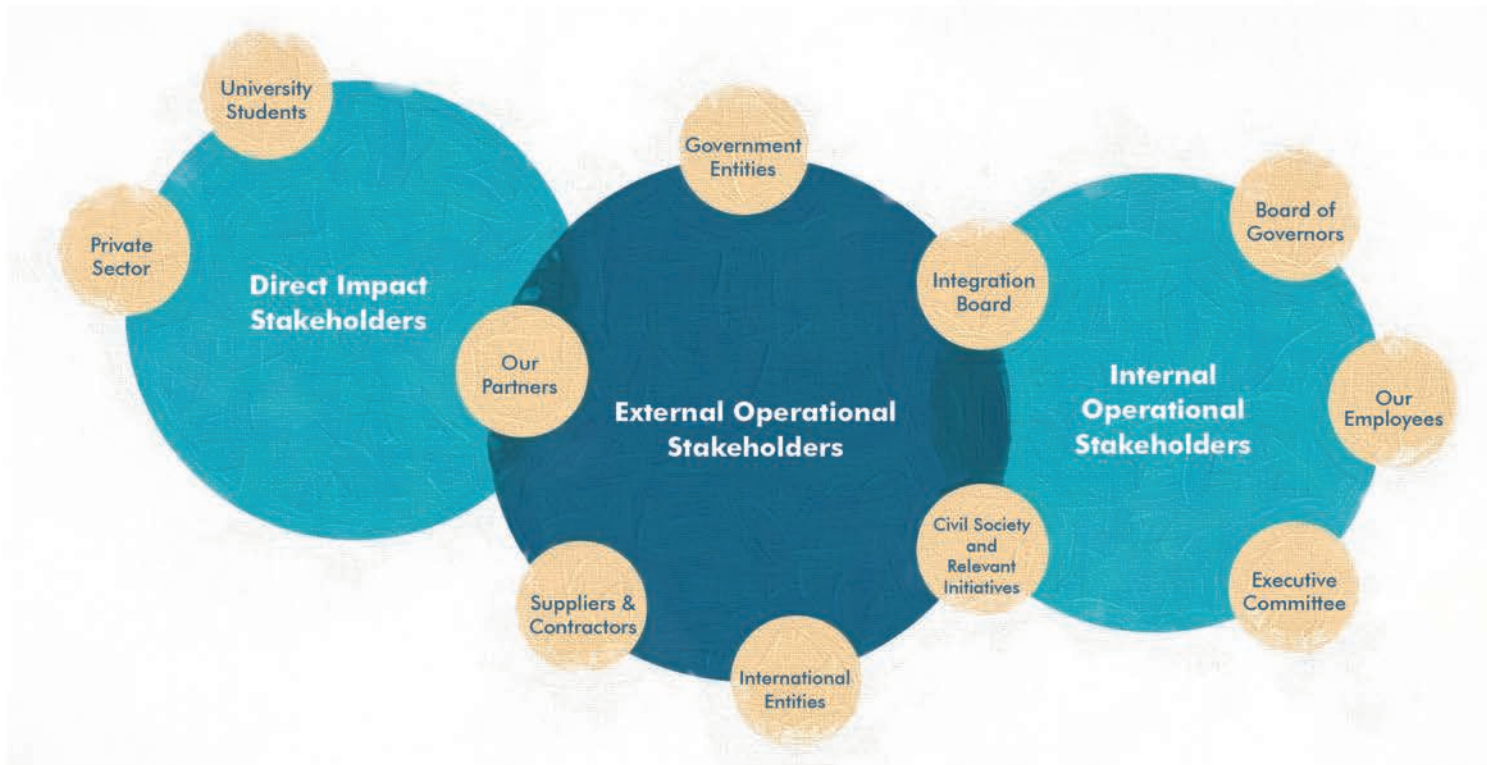 University
Students
Private
Sector
Direct Impact
Stakeholders
Our
Partners
Government
Entities
External Operational
Stakeholders
Suppliers &
Contractors
International
Entities
Integration
Board
Civil Society
and
Relevant
Initiatives
Internal
Operational
Stakeholders
Board of
Governors
Our
Employees
Executive
Committee